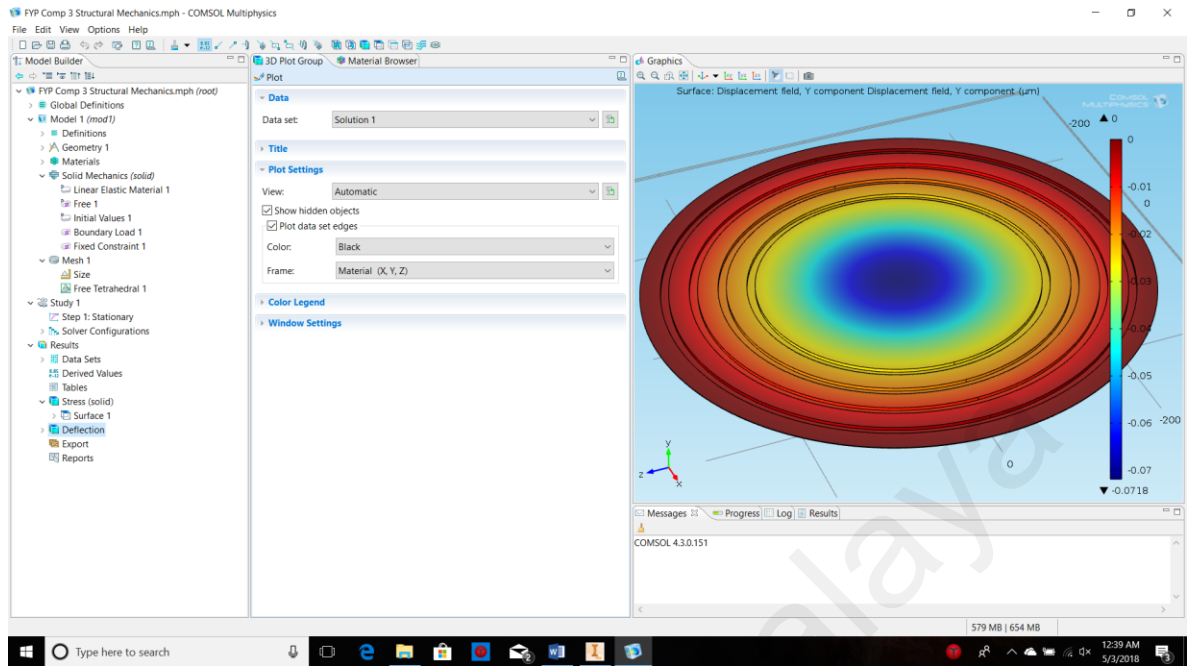 FYP Comp 3 Structural Mechanics.mph - COMSOL Multiphysics
File Edit View Options Help
Model Builder
FYP Comp 3 Structural Mechanics.mph (root)
Global Definitions
Model 1 (mod1)
Definitions
Geometry 1
Materials
Solid Mechanics (solid)
Linear Elastic Material 1
Free 1
Initial Values 1
Boundary Load 1
Fixed Constraint 1
Mesh 1
Size
Free Tetrahedral 1
Study 1
Step 1: Stationary
Solver Configurations
Results
Data Sets
Derived Values
Tables
Stress (solid)
Surface 1
Deflection
Export
Reports
3D Plot Group Material Browser
Plot
Data
Data set: Solution 1
Title
Plot Settings
View: Automatic
Show hidden objects
Plot data set edges
Color: Black
Frame: Material (X, Y, Z)
Color Legend
Window Settings
Graphics
Surface: Displacement field, Y component Displacement field, Y component (μm)
COMSOL
MULTIPHYSICS
-200
▲ 0
0
-0.01
0
-0.02
-0.03
-0.04
-0.05
-0.06
-200
-0.07
▼ -0.0718
0
y
z
x
Messages Progress Log Results
COMSOL 4.3.0.151
579 MB | 654 MB
Type here to search
2
12:39 AM
5/3/2018
3
alaya